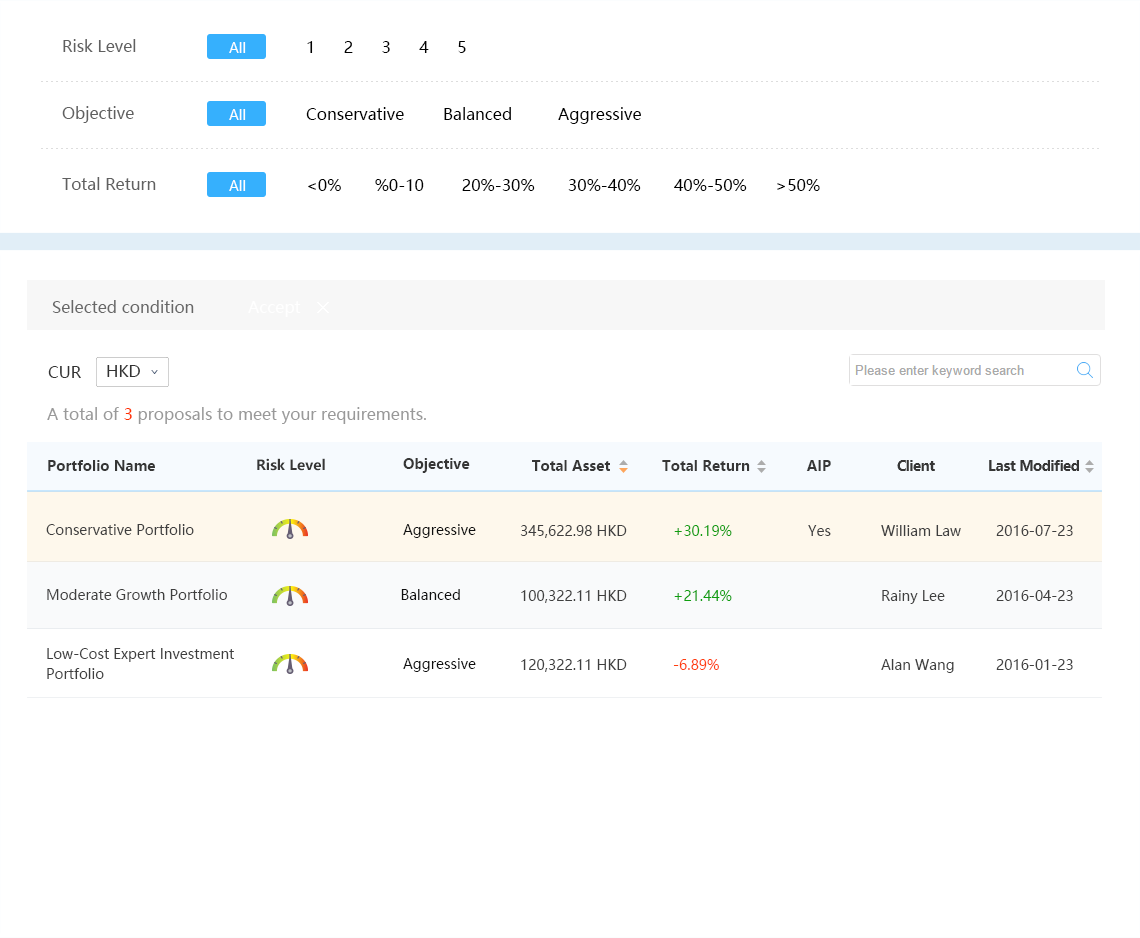 Risk Level All 1 2 3 4 5
Objective All Conservative Balanced Aggressive
Total Return All <0% %0-10 20%-30% 30%-40% 40%-50% >50%
Selected condition Accept ×
CUR HKD Please enter keyword search
A total of 3 proposals to meet your requirements.
Portfolio Name Risk Level Objective Total Asset Total Return AIP Client Last Modified
Conservative Portfolio Aggressive 345,622.98 HKD +30.19% Yes William Law 2016-07-23
Moderate Growth Portfolio Balanced 100,322.11 HKD +21.44% Rainy Lee 2016-04-23
Low-Cost Expert Investment
Portfolio Aggressive 120,322.11 HKD -6.89% Alan Wang 2016-01-23